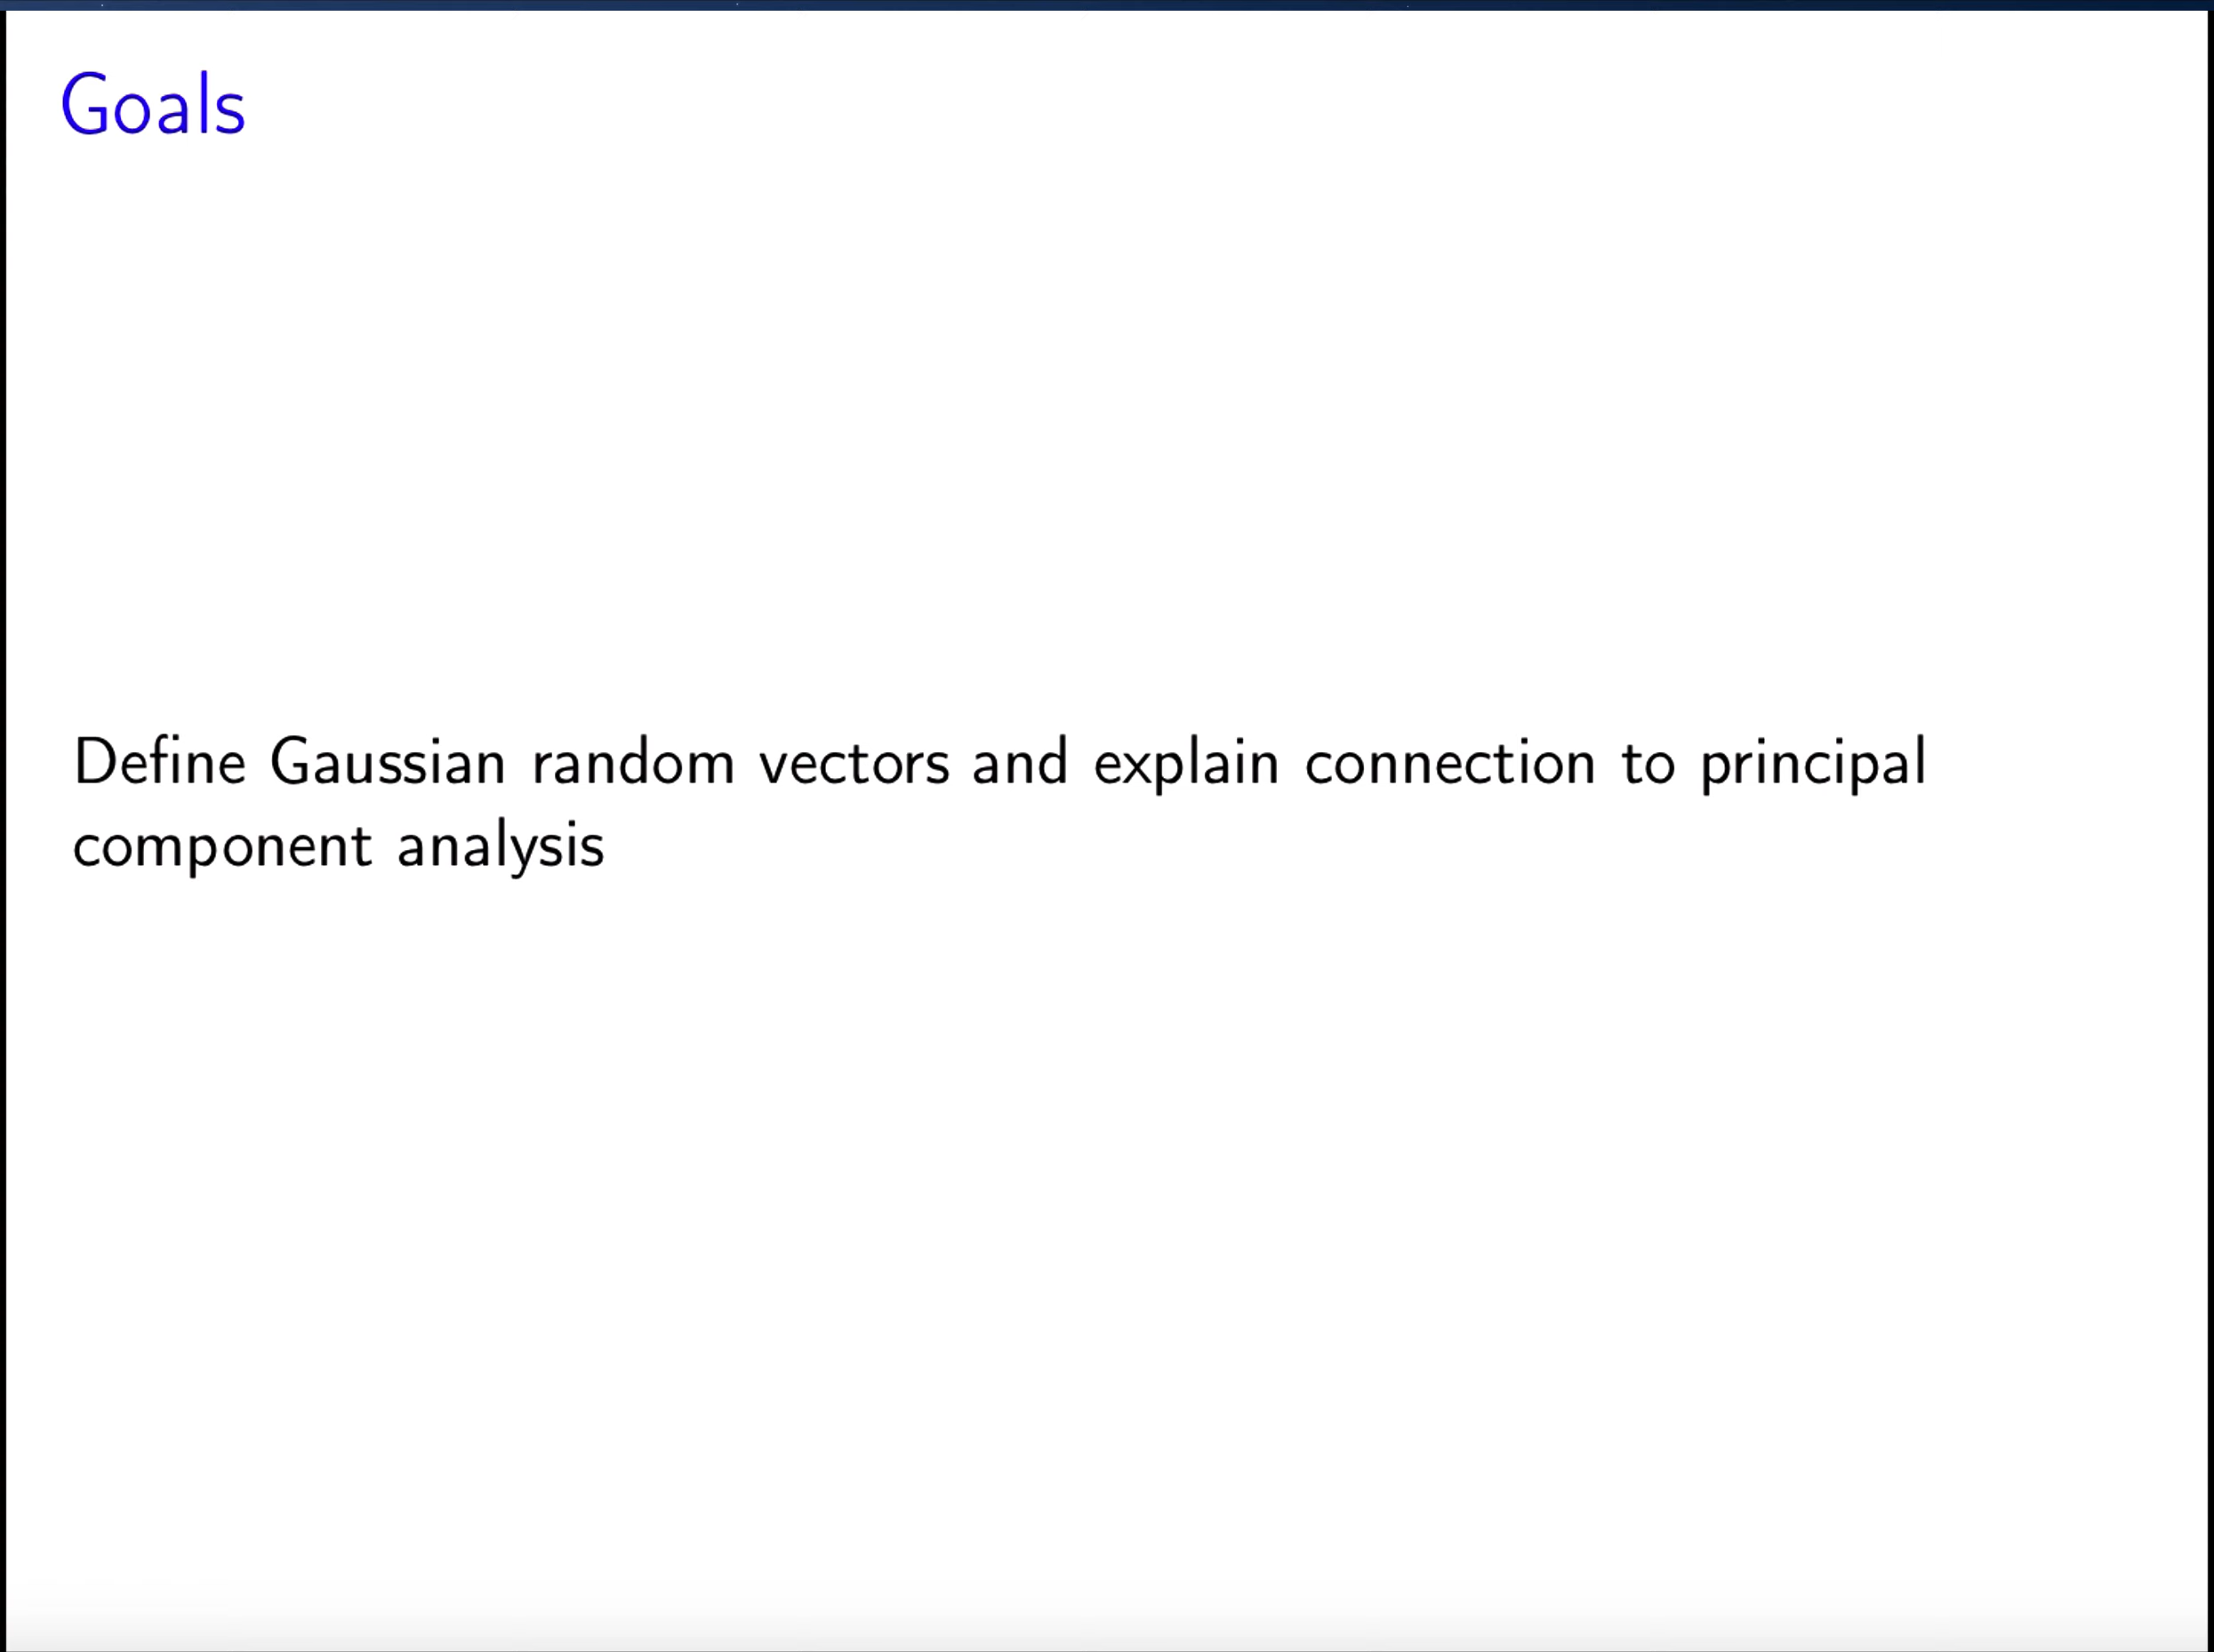 Goals
Define Gaussian random vectors and explain connection to principal
component analysis